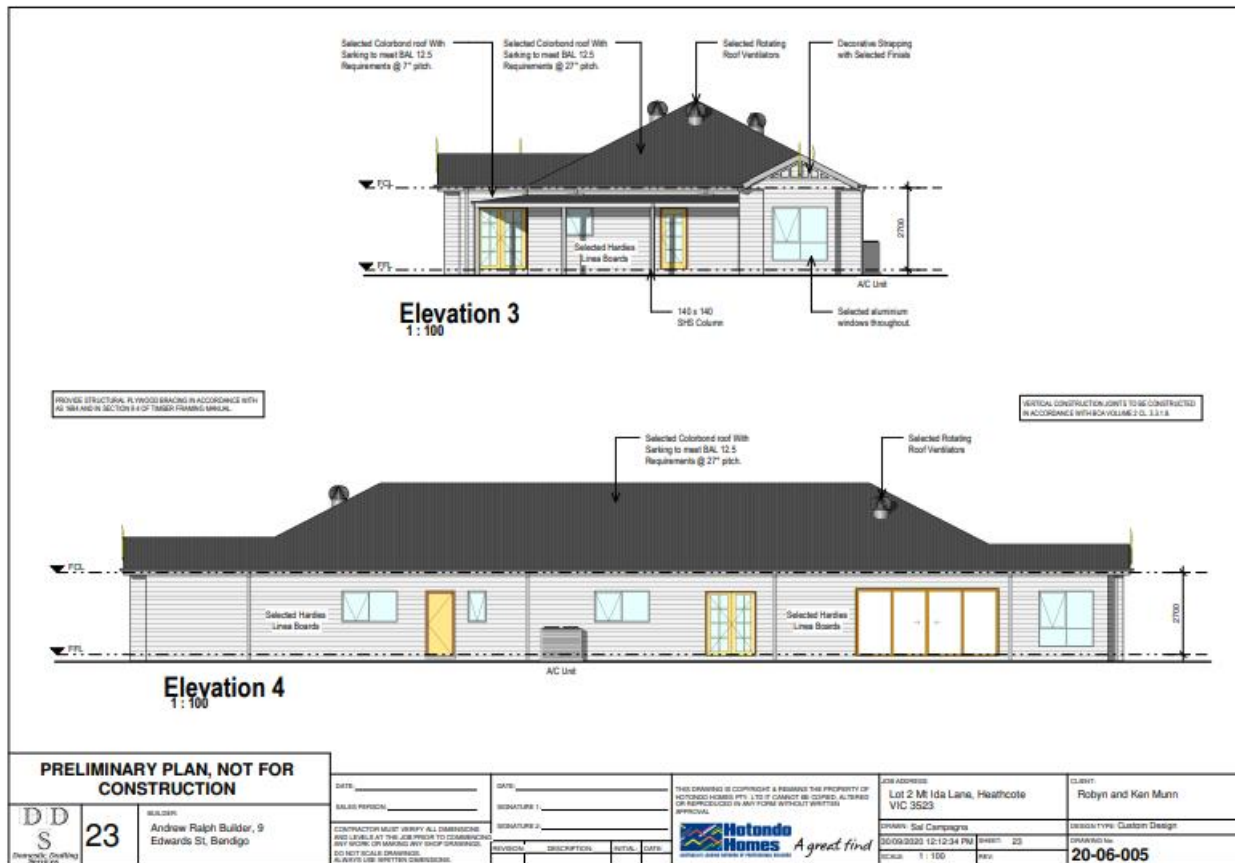 Selected Colorbond roof With
Sarking to meet BAL 12.5
Requirements @ 7° pitch.
Selected Colorbond roof With
Sarking to meet BAL 12.5
Requirements @ 27° pitch.
Selected Rotating
Roof Ventilators
Decorative Strapping
with Selected Finials
FCL
FFL
2700
Selected Hardies
Linea Boards
A/C Unit
Elevation 3
1 : 100
140 x 140
SHS Column
Selected aluminium
windows throughout.
PROVIDE STRUCTURAL PLYWOOD BRACING IN ACCORDANCE WITH
AS 1684 AND IN SECTION 8.4 OF TIMBER FRAMING MANUAL.
VERTICAL CONSTRUCTION JOINTS TO BE CONSTRUCTED
IN ACCORDANCE WITH BCA VOLUME 2 CL. 3.3.1.8.
Selected Colorbond roof With
Sarking to meet BAL 12.5
Requirements @ 27° pitch.
Selected Rotating
Roof Ventilators
FCL
FFL
2700
Selected Hardies
Linea Boards
Selected Hardies
Linea Boards
A/C Unit
Elevation 4
1 : 100
PRELIMINARY PLAN, NOT FOR
CONSTRUCTION
D D
S
Domestic Drafting
Services
23
BUILDER:
Andrew Ralph Builder, 9
Edwards St, Bendigo
DATE:
SALES PERSON:
CONTRACTOR MUST VERIFY ALL DIMENSIONS
AND LEVELS AT THE JOB PRIOR TO COMMENCING
ANY WORK OR MAKING ANY SHOP DRAWINGS.
DO NOT SCALE DRAWINGS.
ALWAYS USE WRITTEN DIMENSIONS.
DATE:
SIGNATURE 1:
SIGNATURE 2:
REVISION DESCRIPTION: INITIAL: DATE:
THIS DRAWING IS COPYRIGHT & REMAINS THE PROPERTY OF
HOTONDO HOMES PTY. LTD IT CANNOT BE COPIED, ALTERED
OR REPRODUCED IN ANY FORM WITHOUT WRITTEN
APPROVAL
Hotondo
Homes
A great find
JOB ADDRESS:
Lot 2 Mt Ida Lane, Heathcote
VIC 3523
DRAWN: Sal Campagna
30/09/2020 12:12:34 PM SHEET: 23
SCALE 1 : 100 REV:
CLIENT:
Robyn and Ken Munn
DESIGN TYPE: Custom Design
DRAWING No:
20-06-005